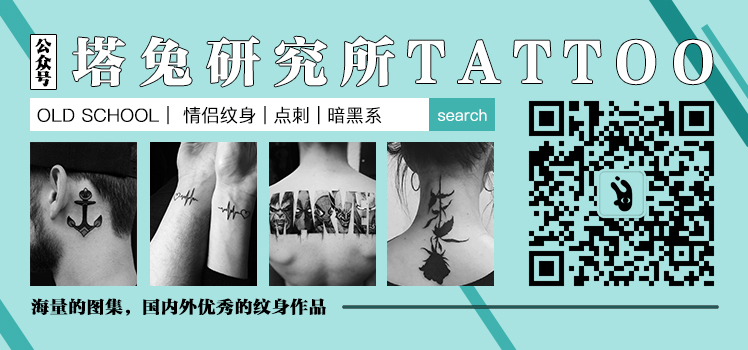 公众号
塔兔研究所TATTOO
OLD SCHOOL | 情侣纹身 | 点刺 | 暗黑系
search
MARVEL
海量的图集，国内外优秀的纹身作品